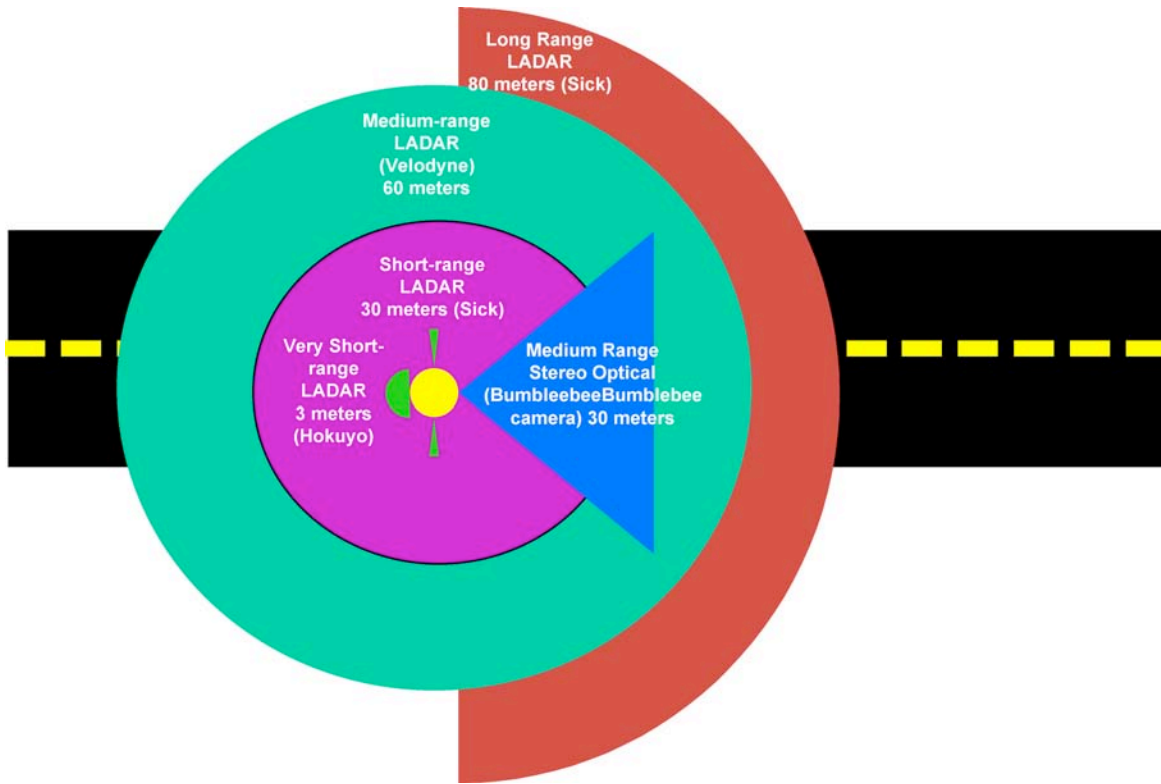 Long Range
LADAR
80 meters (Sick)
Medium-range
LADAR
(Velodyne)
60 meters
Short-range
LADAR
30 meters (Sick)
Very Short-
range
LADAR
3 meters
(Hokuyo)
Medium Range
Stereo Optical
(BumbleebeeBumblebee
camera) 30 meters